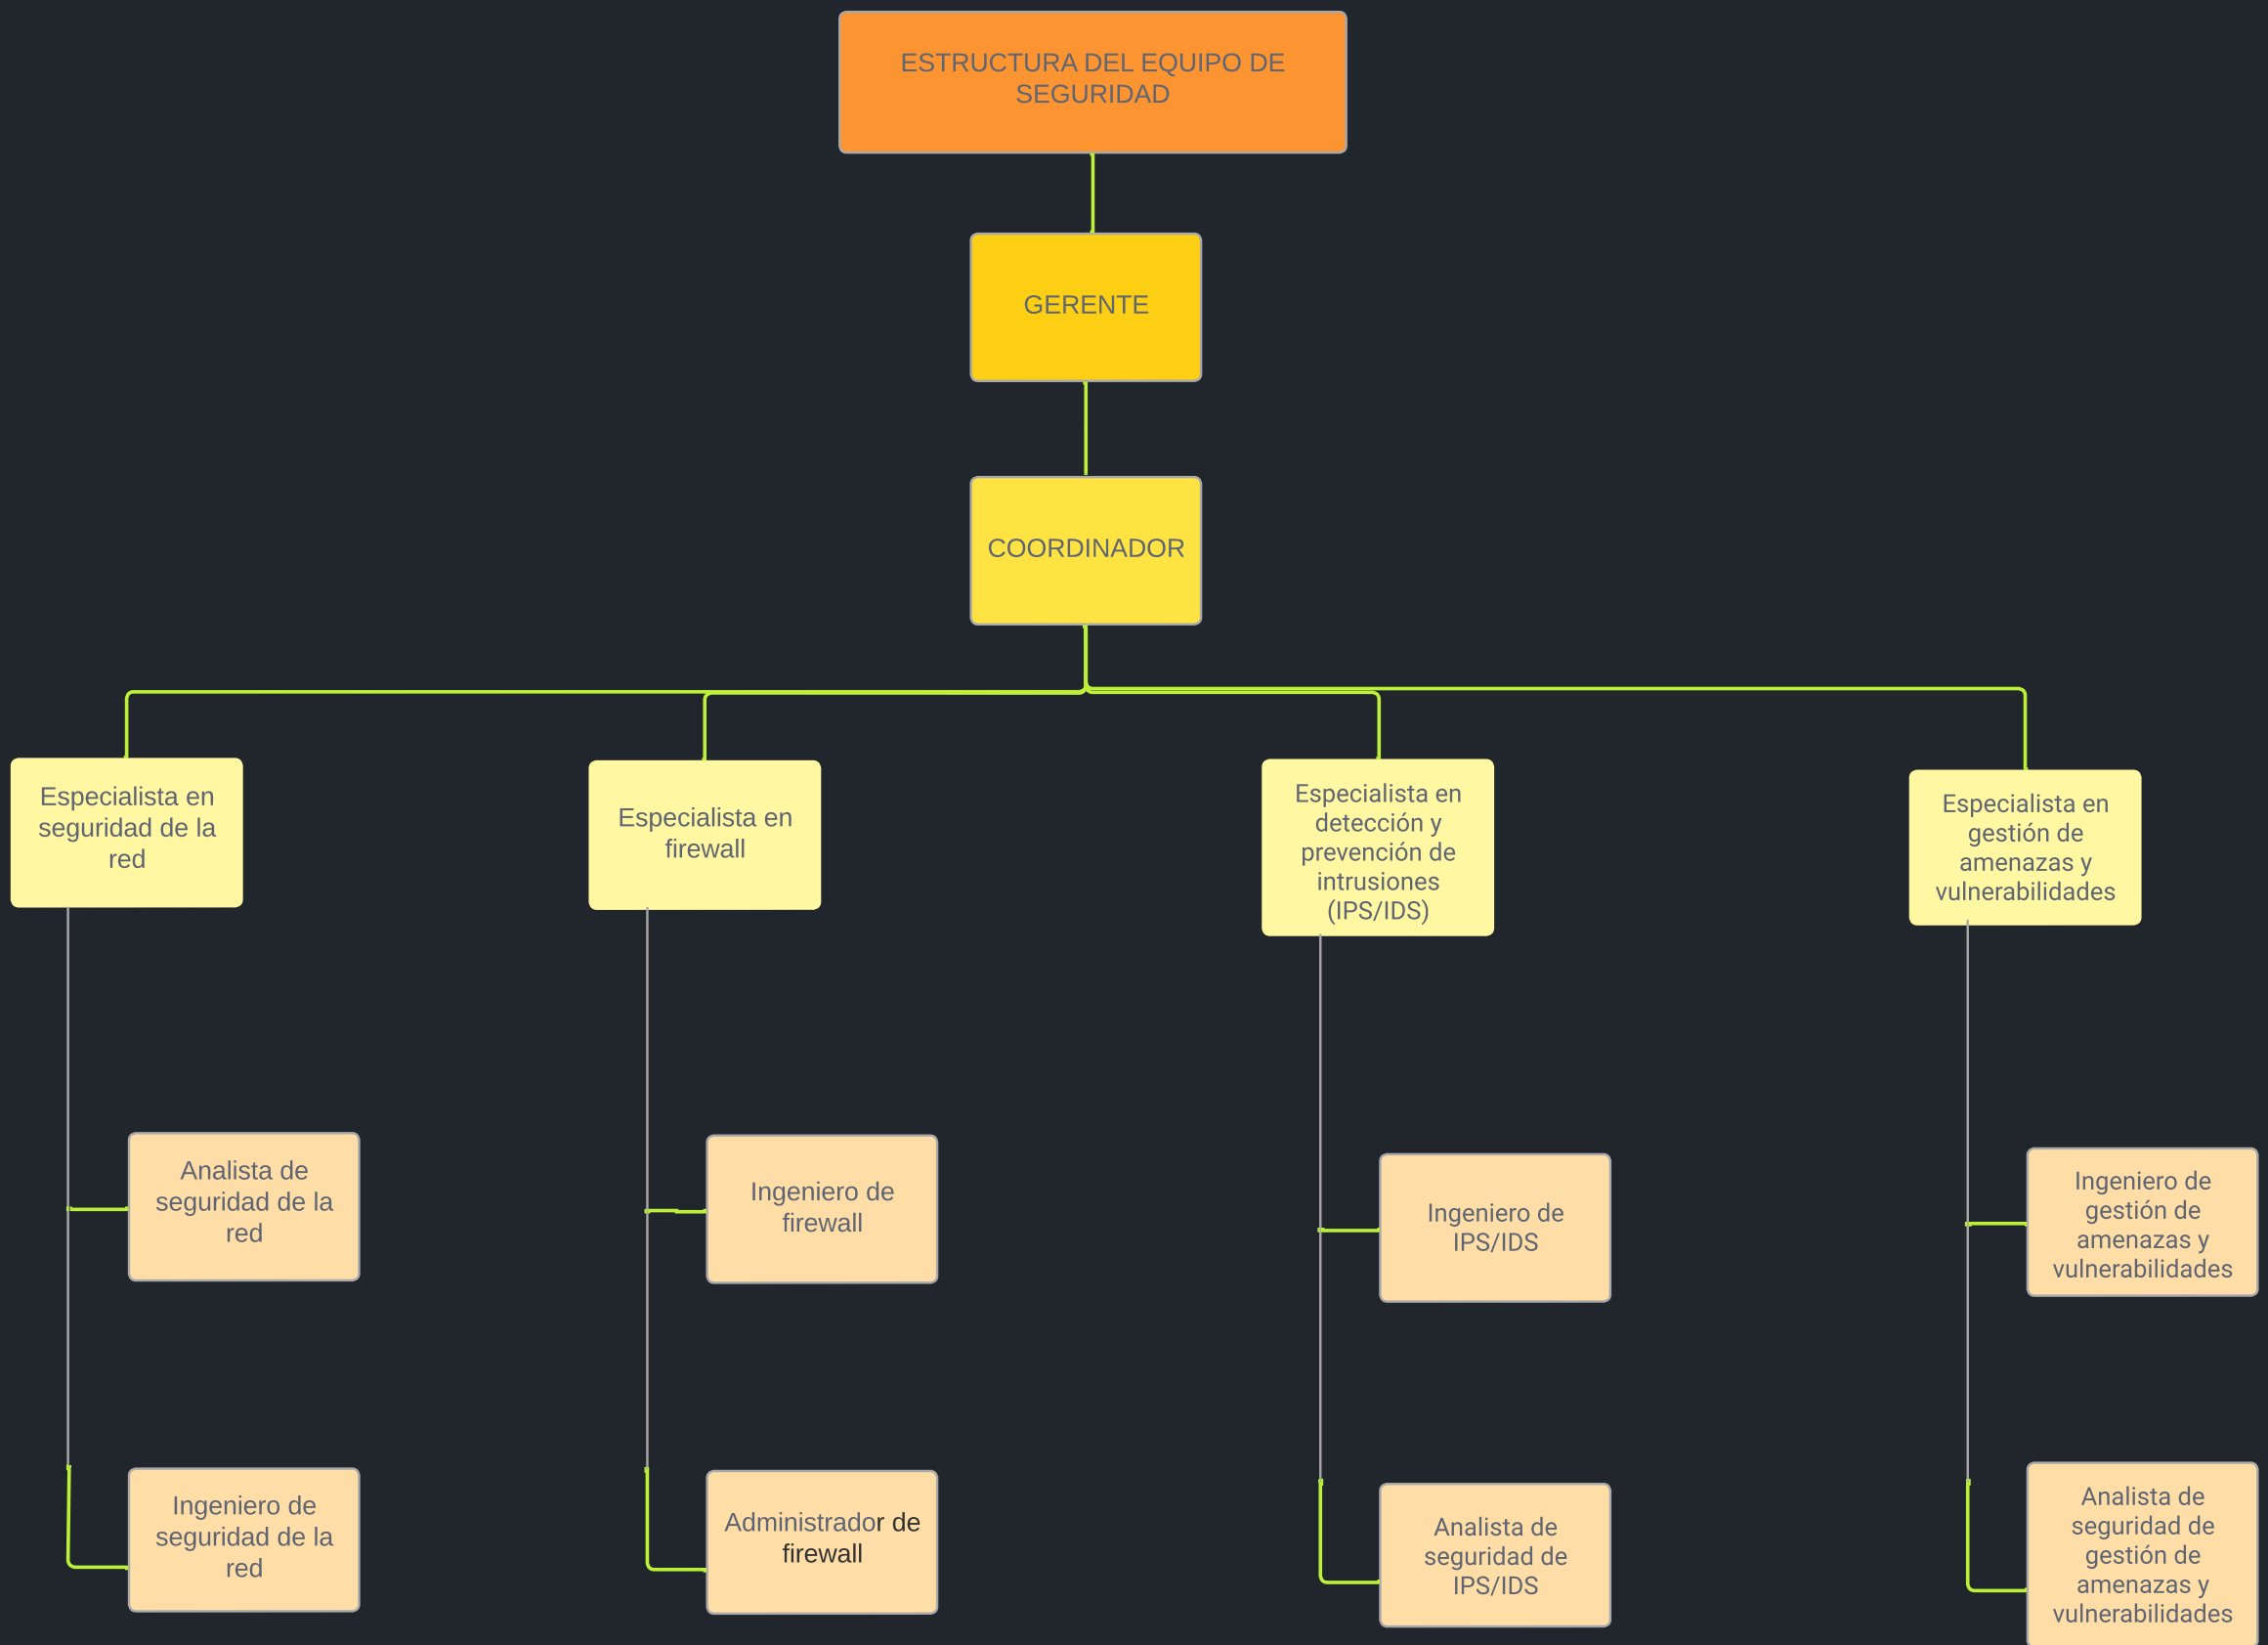 ESTRUCTURA DEL EQUIPO DE
SEGURIDAD
GERENTE
COORDINADOR
Especialista en
seguridad de la
red
Especialista en
firewall
Especialista en
detección y
prevención de
intrusiones
(IPS/IDS)
Especialista en
gestión de
amenazas y
vulnerabilidades
Analista de
seguridad de la
red
Ingeniero de
firewall
Ingeniero de
IPS/IDS
Ingeniero de
gestión de
amenazas y
vulnerabilidades
Ingeniero de
seguridad de la
red
Administrador de
firewall
Analista de
seguridad de
IPS/IDS
Analista de
seguridad de
gestión de
amenazas y
vulnerabilidades